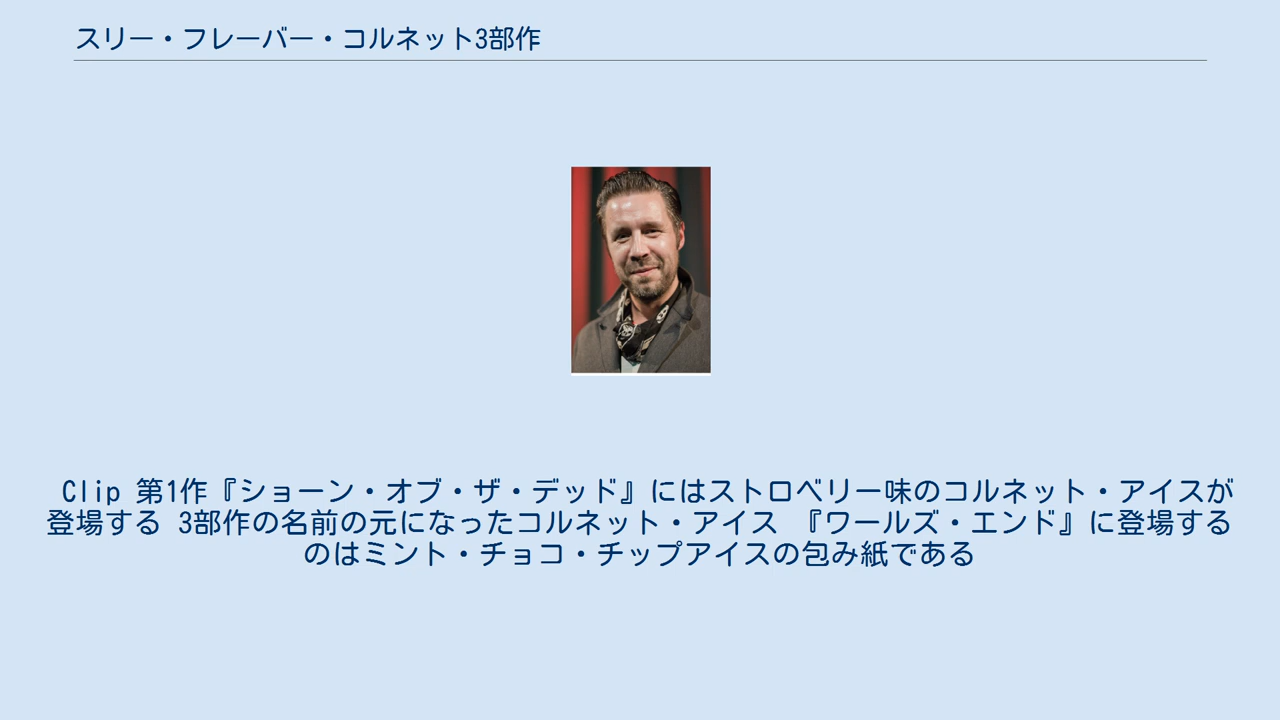 スリー・フレーバー・コルネット3部作
Clip 第1作『ショーン・オブ・ザ・デッド』にはストロベリー味のコルネット・アイスが
登場する 3部作の名前の元になったコルネット・アイス 『ワールズ・エンド』に登場する
のはミント・チョコ・チップアイスの包み紙である